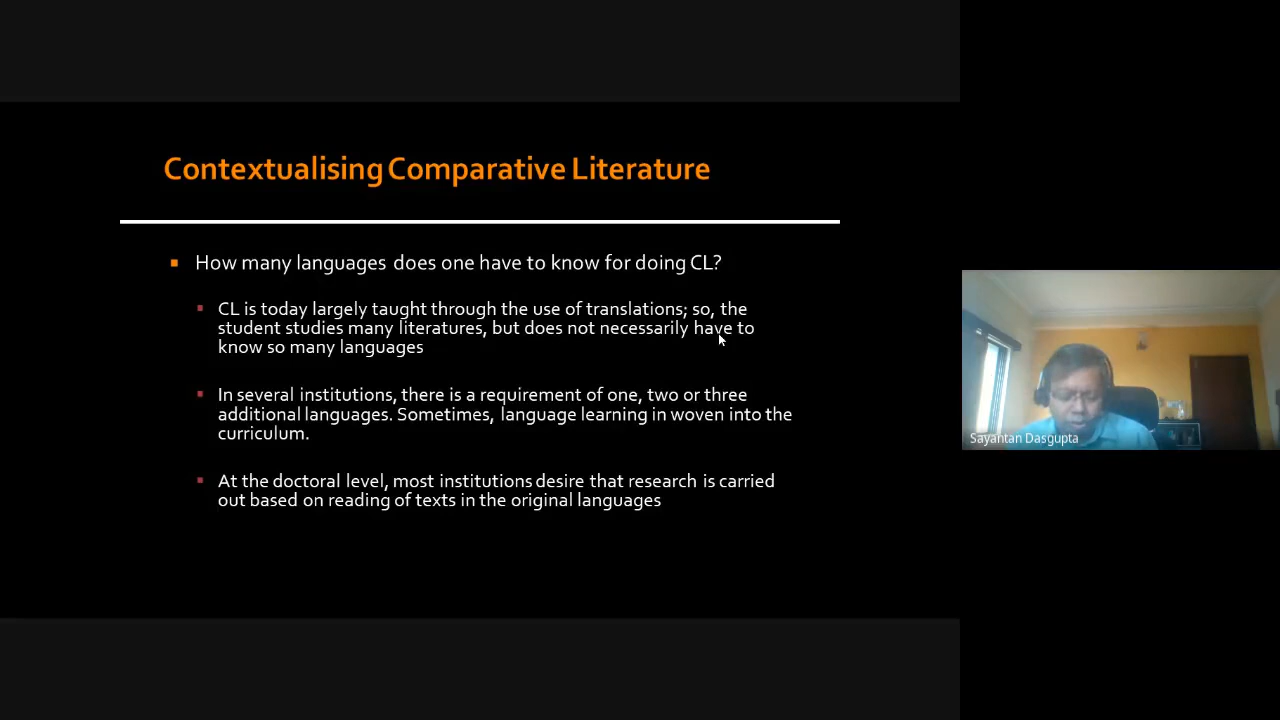 Contextualising Comparative Literature
How many languages does one have to know for doing CL?
CL is today largely taught through the use of translations; so, the
student studies many literatures, but does not necessarily have to
know so many languages
In several institutions, there is a requirement of one, two or three
additional languages. Sometimes, language learning in woven into the
curriculum.
At the doctoral level, most institutions desire that research is carried
out based on reading of texts in the original languages
Sayantan Dasgupta